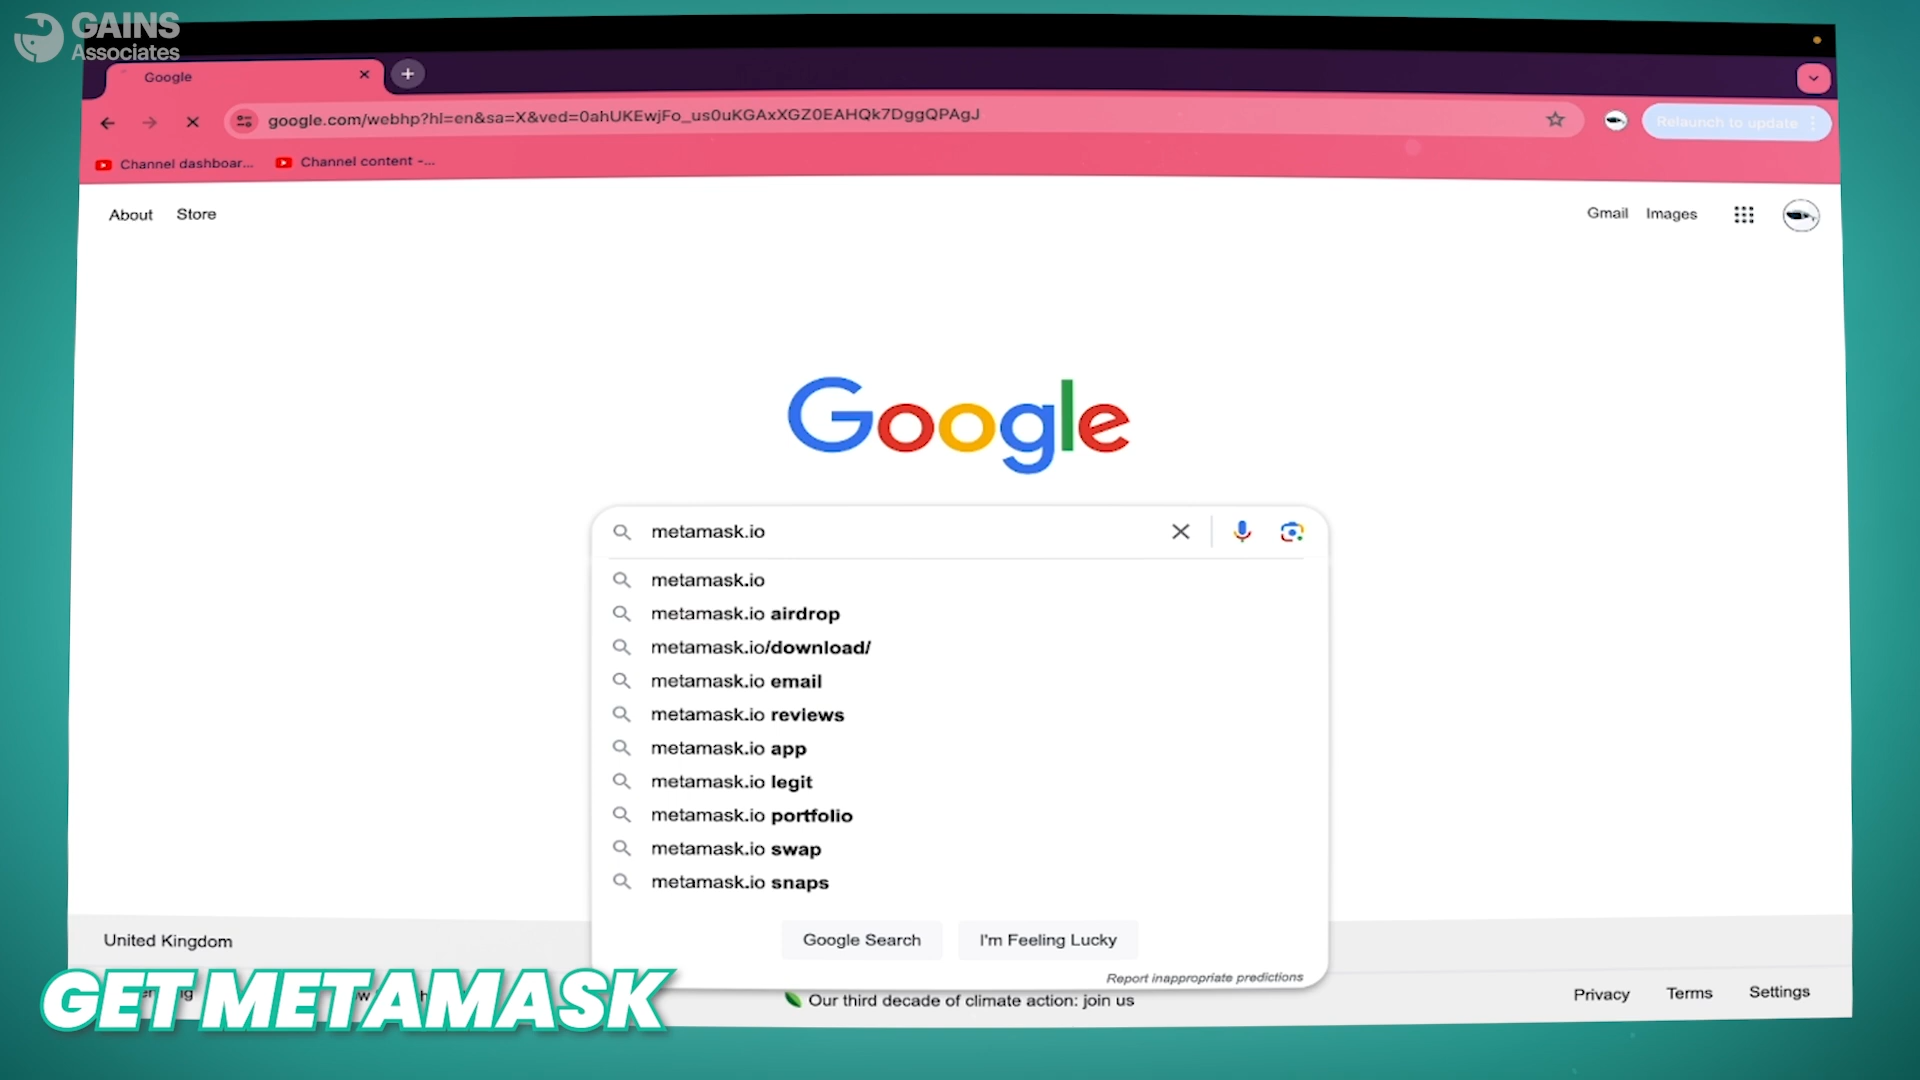 GAINS
Associates
Google
google.com/webhp?hl=en&sa=X&ved=0ahUKEwjFo_us0uKGAxXGZ0EAHQk7DggQPAgJ
Relaunch to update
Channel dashboar...
Channel content -...
About Store
Gmail Images
Google
metamask.io
metamask.io
metamask.io airdrop
metamask.io/download/
metamask.io email
metamask.io reviews
metamask.io app
metamask.io legit
metamask.io portfolio
metamask.io swap
metamask.io snaps
Google Search I'm Feeling Lucky
Report inappropriate predictions
United Kingdom
GET METAMASK
Our third decade of climate action: join us
Privacy Terms Settings